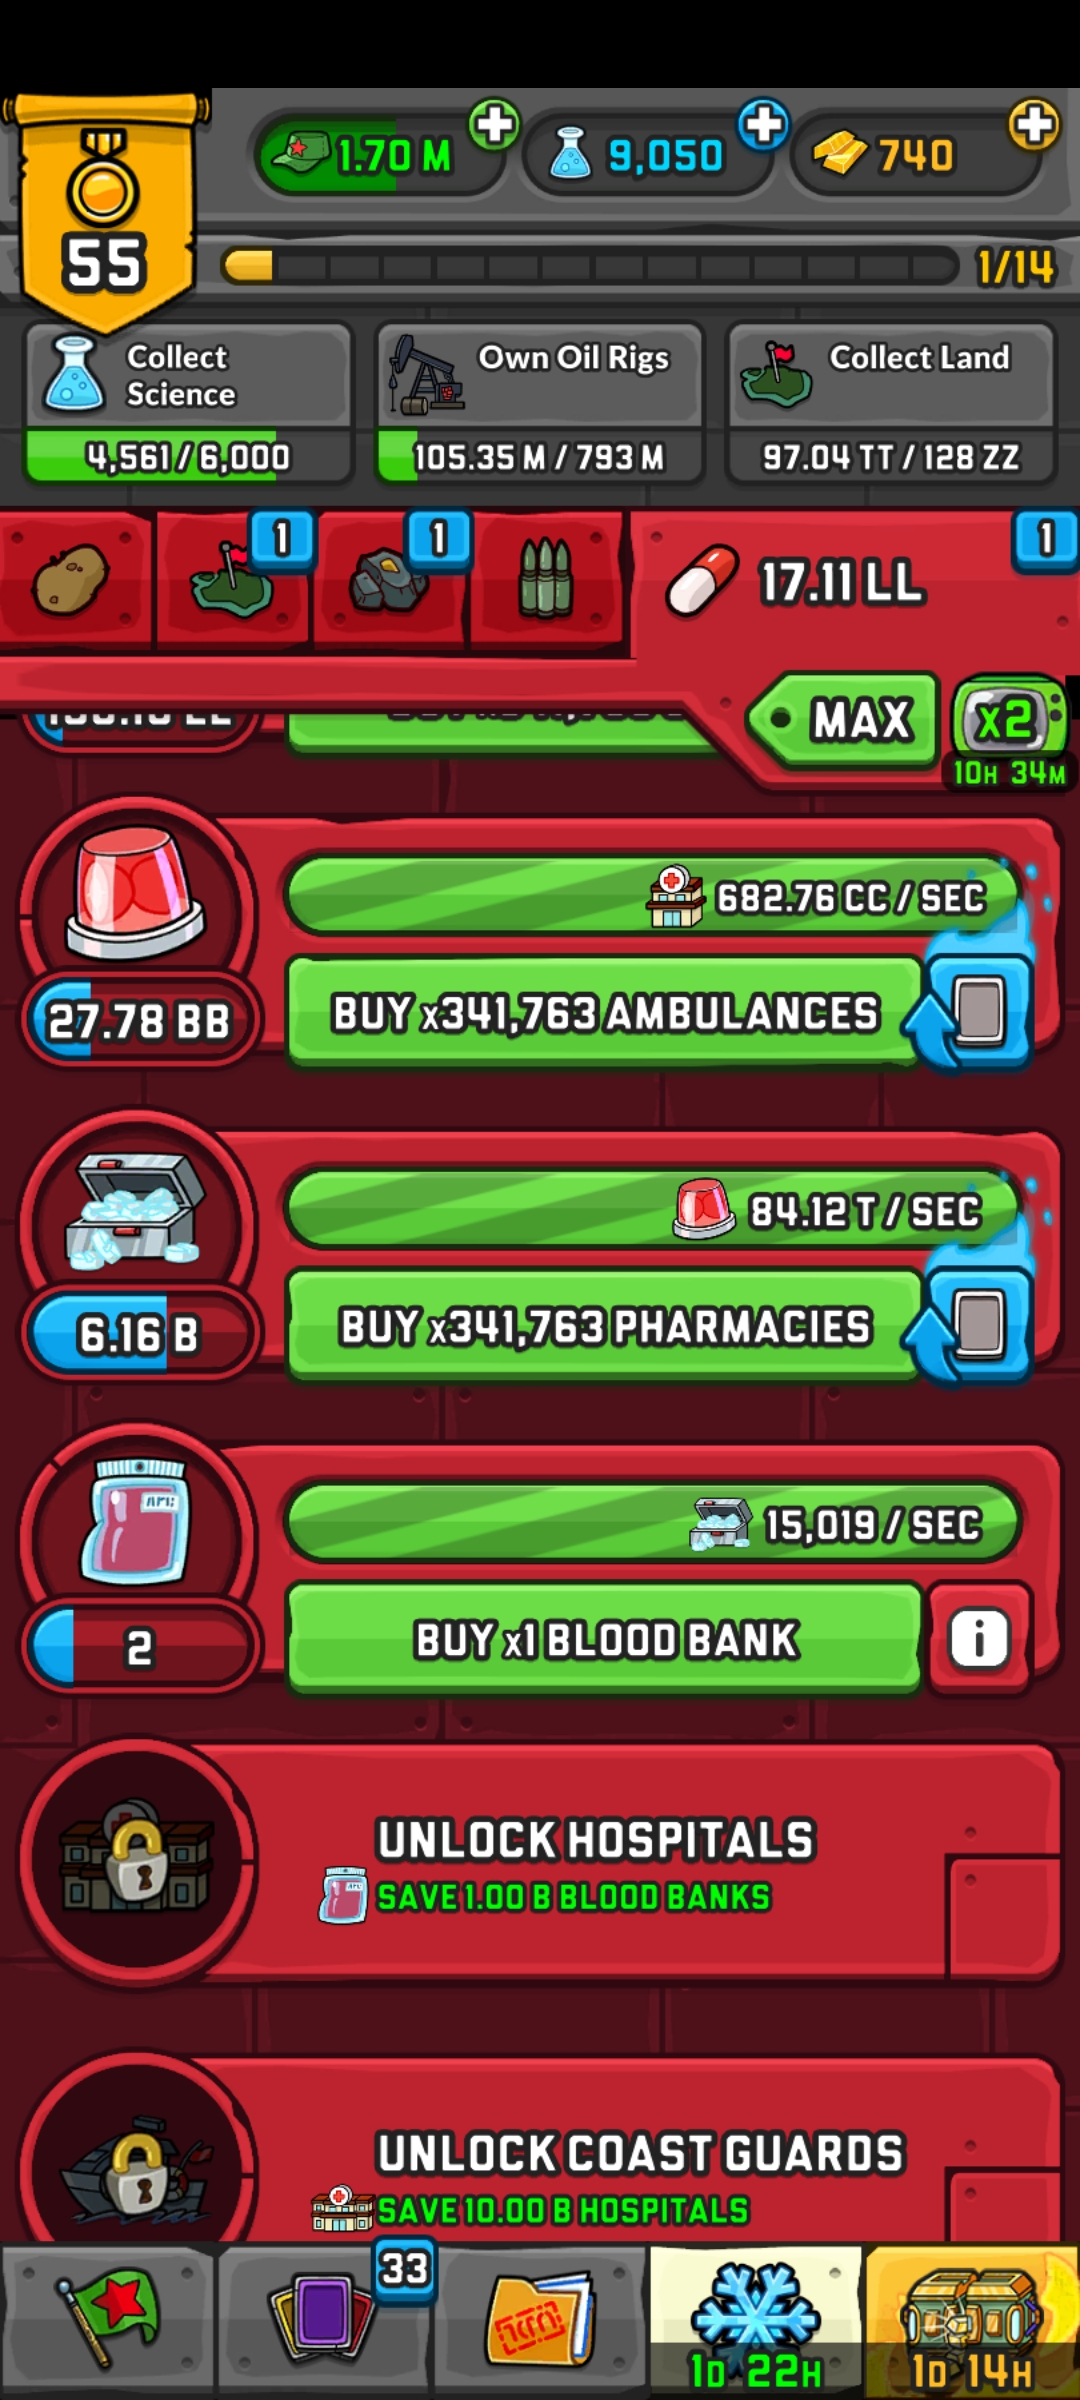 1.70 M
9,050
740
55
1/14
Collect
Science
Own Oil Rigs
Collect Land
4,561 / 6,000
105.35 M / 793 M
97.04 TT / 128 ZZ
1
1
1
17.11 LL
MAX
x2
10H 34M
682.76 CC / SEC
27.78 BB
BUY x341,763 AMBULANCES
84.12 T / SEC
6.16 B
BUY x341,763 PHARMACIES
15,019 / SEC
2
BUY x1 BLOOD BANK
i
UNLOCK HOSPITALS
SAVE 1.00 B BLOOD BANKS
UNLOCK COAST GUARDS
SAVE 10.00 B HOSPITALS
33
1D 22H
1D 14H